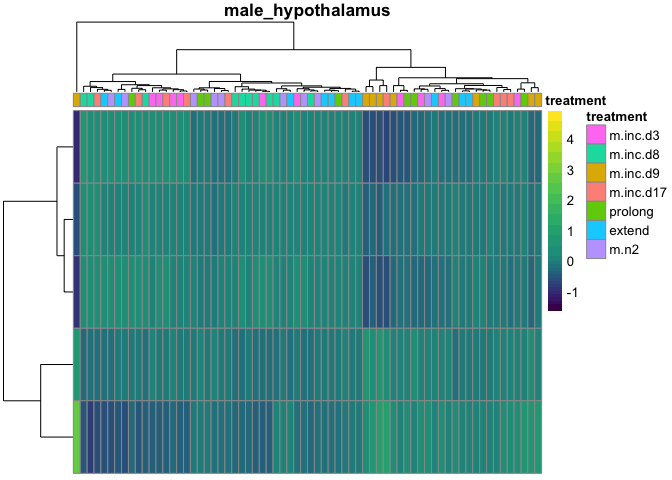 male_hypothalamus
treatment
treatment
4
3
2
1
0
-1
m.inc.d3
m.inc.d8
m.inc.d9
m.inc.d17
prolong
extend
m.n2